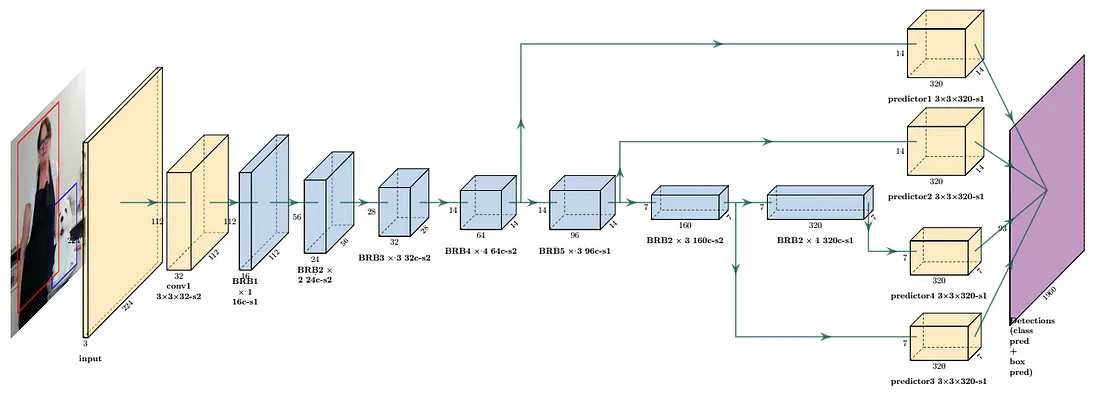 3
224
224
input
112
32
112
conv1
3×3×32-s2
112
16
112
BRB1
× 1
16c-s1
56
24
56
BRB2 ×
2 24c-s2
28
32
28
BRB3 × 3 32c-s2
14
64
14
BRB4 × 4 64c-s2
14
96
14
BRB5 × 3 96c-s1
7
160
7
BRB2 × 3 160c-s2
7
320
7
BRB2 × 1 320c-s1
14
320
14
predictor1 3×3×320-s1
14
320
14
predictor2 3×3×320-s1
7
320
7
predictor4 3×3×320-s1
7
320
7
predictor3 3×3×320-s1
93
1960
Detections
(class
pred
+
box
pred)